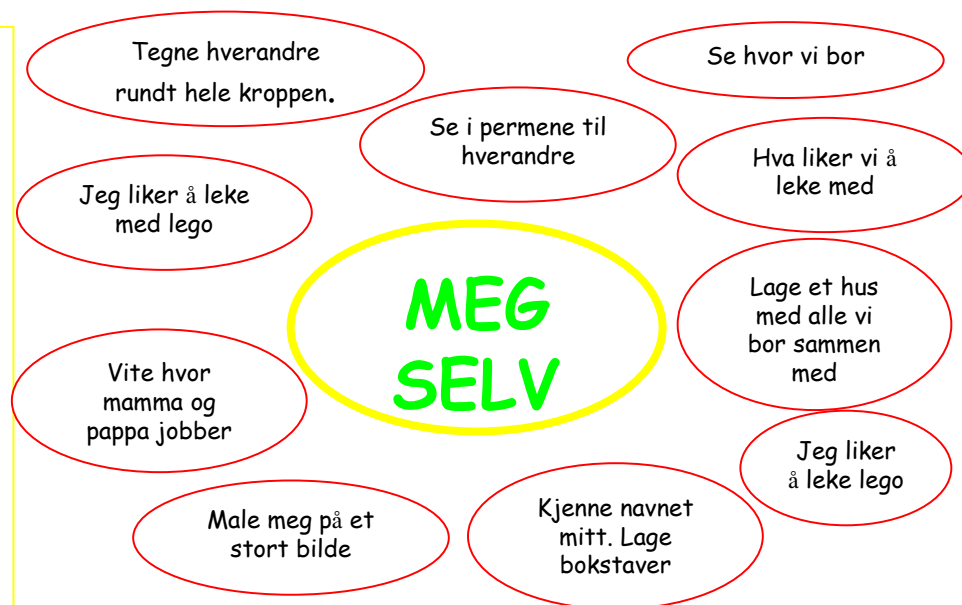 Tegne hverandre
rundt hele kroppen.
Se hvor vi bor
Se i permene til
hverandre
Hva liker vi å
leke med
Jeg liker å leke
med lego
MEG
SELV
Lage et hus
med alle vi
bor sammen
med
Vite hvor
mamma og
pappa jobber
Jeg liker
å leke lego
Male meg på et
stort bilde
Kjenne navnet
mitt. Lage
bokstaver